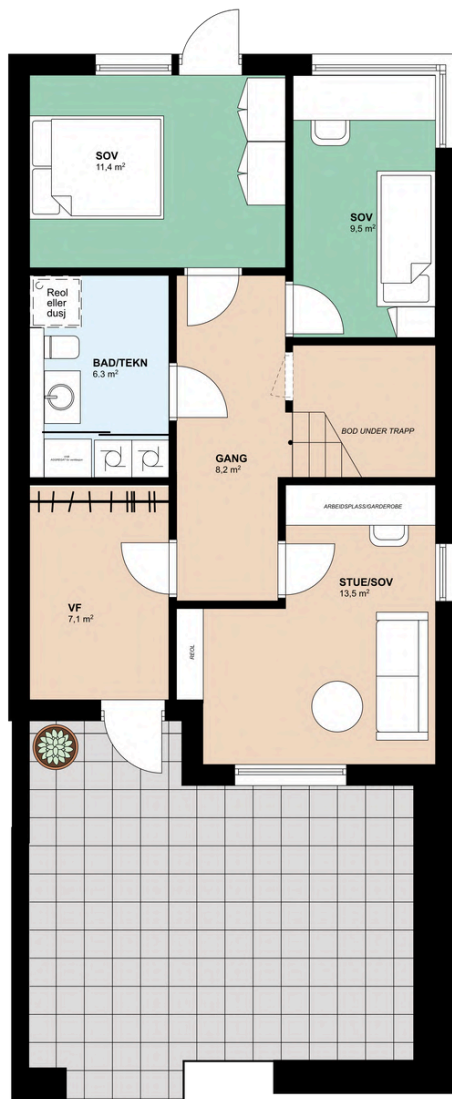 SOV
11,4 m²
SOV
9,5 m²
Reol
eller
dusj
BAD/TEKN
6.3 m²
BOD UNDER TRAPP
GANG
8,2 m²
ARBEIDSPLASS/GARDEROBE
STUE/SOV
13,5 m²
VF
7,1 m²
REOL